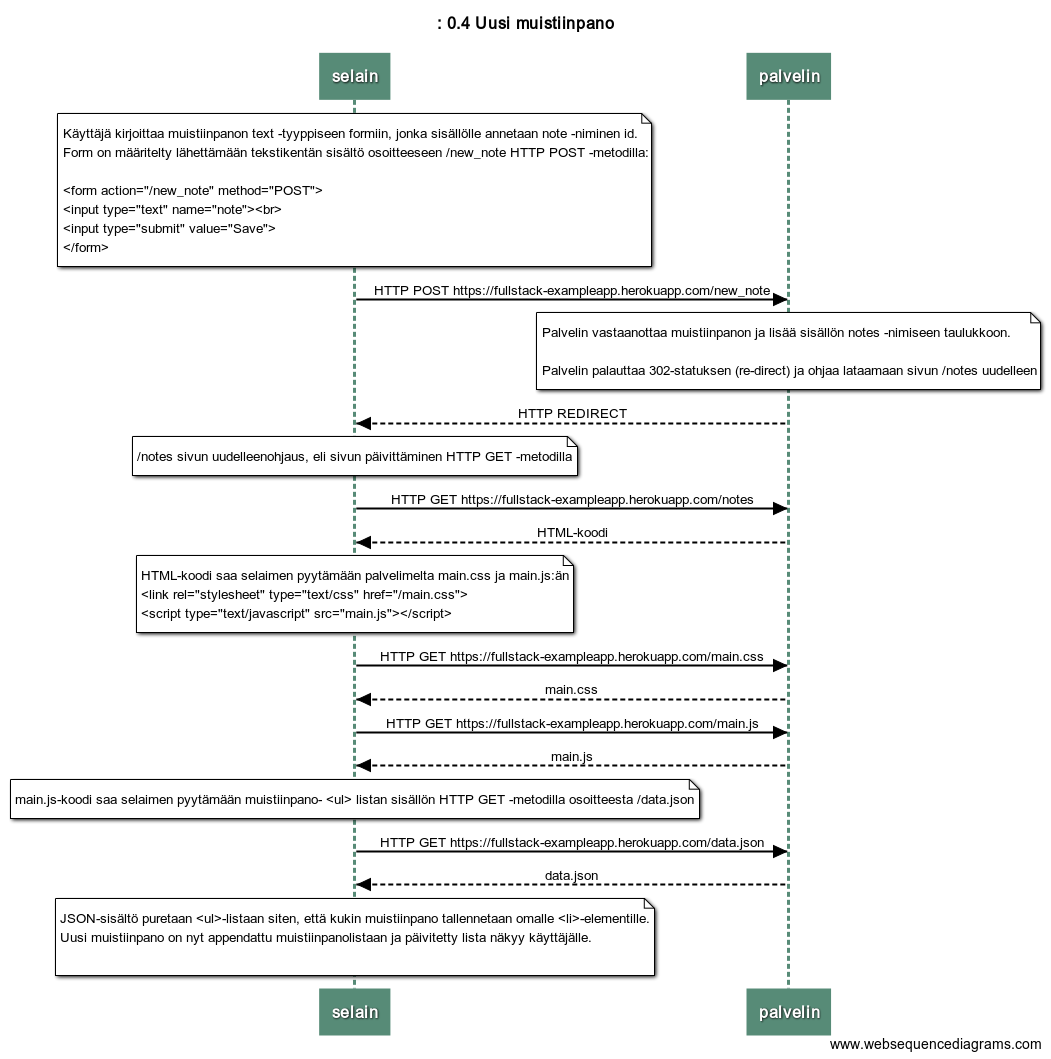 : 0.4 Uusi muistiinpano
selain
palvelin
Käyttäjä kirjoittaa muistiinpanon text -tyyppiseen formiin, jonka sisällölle annetaan note -niminen id.
Form on määritelty lähettämään tekstikentän sisältö osoitteeseen /new_note HTTP POST -metodilla:
<form action="/new_note" method="POST">
<input type="text" name="note"><br>
<input type="submit" value="Save">
</form>
HTTP POST https://fullstack-exampleapp.herokuapp.com/new_note
Palvelin vastaanottaa muistiinpanon ja lisää sisällön notes -nimiseen taulukkoon.
Palvelin palauttaa 302-statuksen (re-direct) ja ohjaa lataamaan sivun /notes uudelleen
HTTP REDIRECT
/notes sivun uudelleenohjaus, eli sivun päivittäminen HTTP GET -metodilla
HTTP GET https://fullstack-exampleapp.herokuapp.com/notes
HTML-koodi
HTML-koodi saa selaimen pyytämään palvelimelta main.css ja main.js:än
<link rel="stylesheet" type="text/css" href="/main.css">
<script type="text/javascript" src="main.js"></script>
HTTP GET https://fullstack-exampleapp.herokuapp.com/main.css
main.css
HTTP GET https://fullstack-exampleapp.herokuapp.com/main.js
main.js
main.js-koodi saa selaimen pyytämään muistiinpano- <ul> listan sisällön HTTP GET -metodilla osoitteesta /data.json
HTTP GET https://fullstack-exampleapp.herokuapp.com/data.json
data.json
JSON-sisältö puretaan <ul>-listaan siten, että kukin muistiinpano tallennetaan omalle <li>-elementille.
Uusi muistiinpano on nyt appendattu muistiinpanolistaan ja päivitetty lista näkyy käyttäjälle.
selain
palvelin
www.websequencediagrams.com